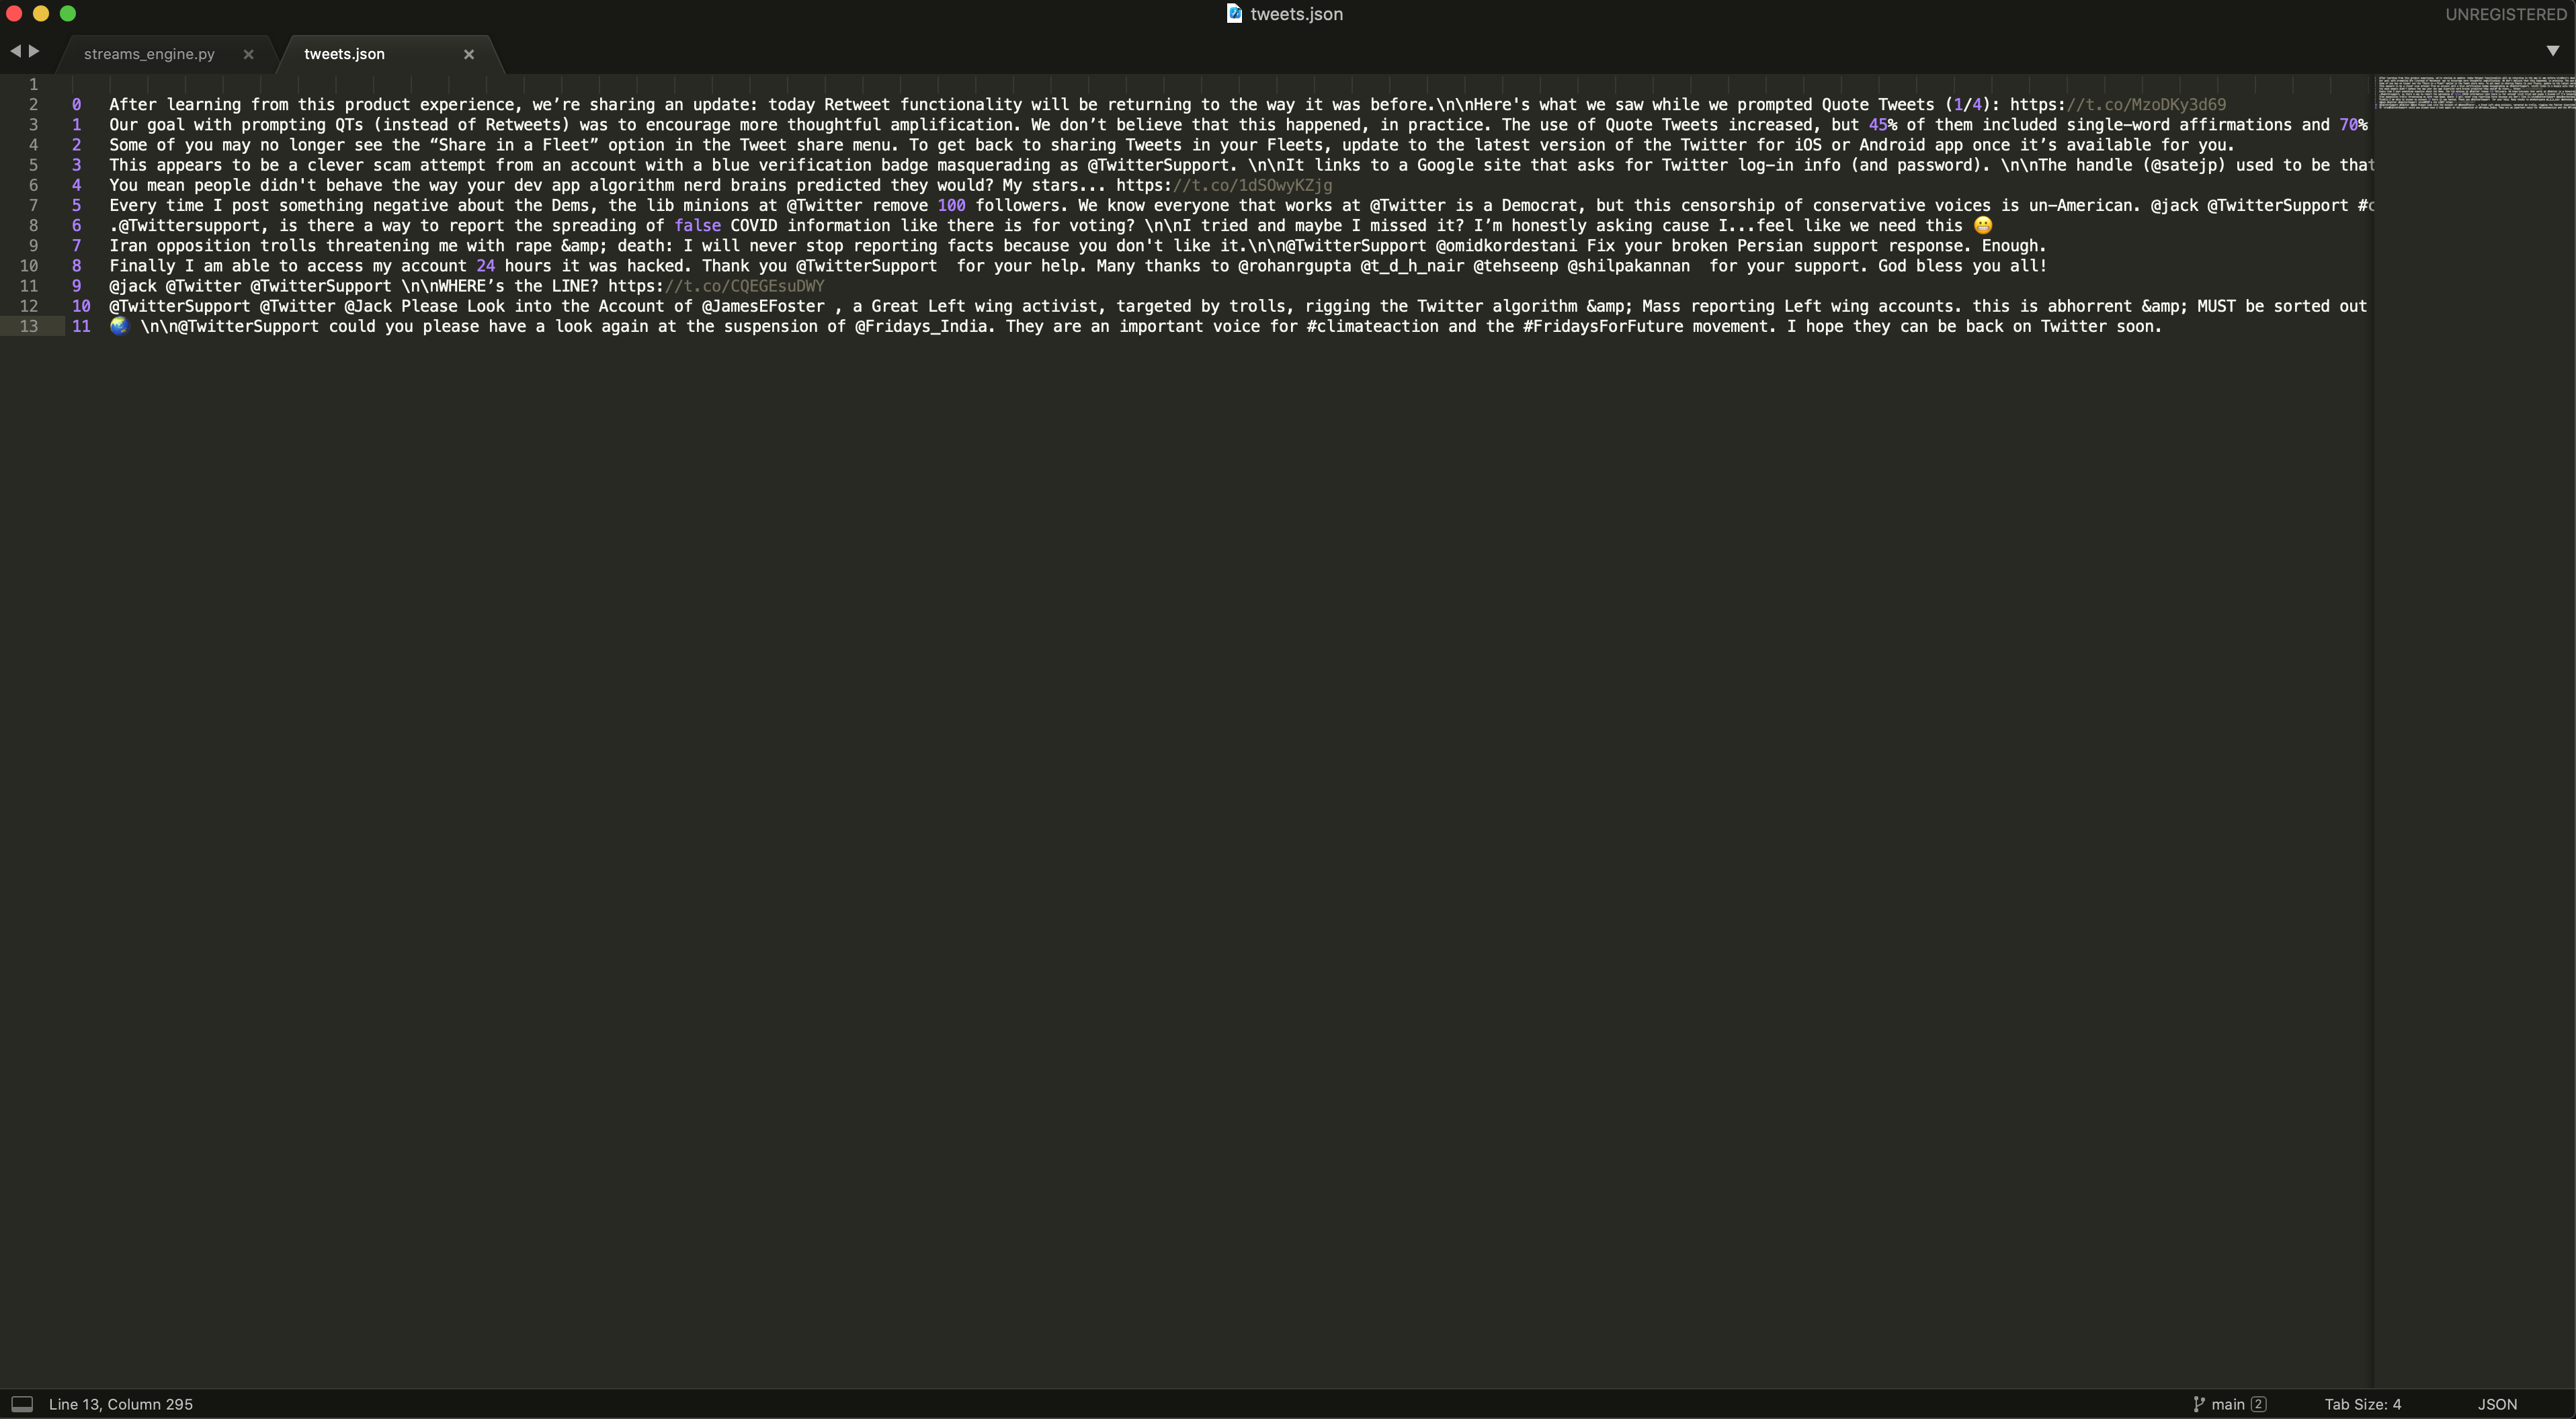 tweets.json
UNREGISTERED
streams_engine.py
tweets.json
1
2 0 After learning from this product experience, we’re sharing an update: today Retweet functionality will be returning to the way it was before.\n\nHere's what we saw while we prompted Quote Tweets (1/4): https://t.co/MzoDKy3d69
3 1 Our goal with prompting QTs (instead of Retweets) was to encourage more thoughtful amplification. We don’t believe that this happened, in practice. The use of Quote Tweets increased, but 45% of them included single-word affirmations and 70%
4 2 Some of you may no longer see the “Share in a Fleet” option in the Tweet share menu. To get back to sharing Tweets in your Fleets, update to the latest version of the Twitter for iOS or Android app once it’s available for you.
5 3 This appears to be a clever scam attempt from an account with a blue verification badge masquerading as @TwitterSupport. \n\nIt links to a Google site that asks for Twitter log-in info (and password). \n\nThe handle (@satejp) used to be that
6 4 You mean people didn't behave the way your dev app algorithm nerd brains predicted they would? My stars... https://t.co/1dSOwyKZjg
7 5 Every time I post something negative about the Dems, the lib minions at @Twitter remove 100 followers. We know everyone that works at @Twitter is a Democrat, but this censorship of conservative voices is un-American. @jack @TwitterSupport #c
8 6 .@Twittersupport, is there a way to report the spreading of false COVID information like there is for voting? \n\nI tried and maybe I missed it? I’m honestly asking cause I...feel like we need this 😬
9 7 Iran opposition trolls threatening me with rape &amp; death: I will never stop reporting facts because you don't like it.\n\n@TwitterSupport @omidkordestani Fix your broken Persian support response. Enough.
10 8 Finally I am able to access my account 24 hours it was hacked. Thank you @TwitterSupport  for your help. Many thanks to @rohanrgupta @t_d_h_nair @tehseenp @shilpakannan  for your support. God bless you all!
11 9 @jack @Twitter @TwitterSupport \n\nWHERE’s the LINE? https://t.co/CQEGEsuDWY
12 10 @TwitterSupport @Twitter @Jack Please Look into the Account of @JamesEFoster , a Great Left wing activist, targeted by trolls, rigging the Twitter algorithm &amp; Mass reporting Left wing accounts. this is abhorrent &amp; MUST be sorted out
13 11 🌏 \n\n@TwitterSupport could you please have a look again at the suspension of @Fridays_India. They are an important voice for #climateaction and the #FridaysForFuture movement. I hope they can be back on Twitter soon.
Line 13, Column 295
main 2
Tab Size: 4
JSON